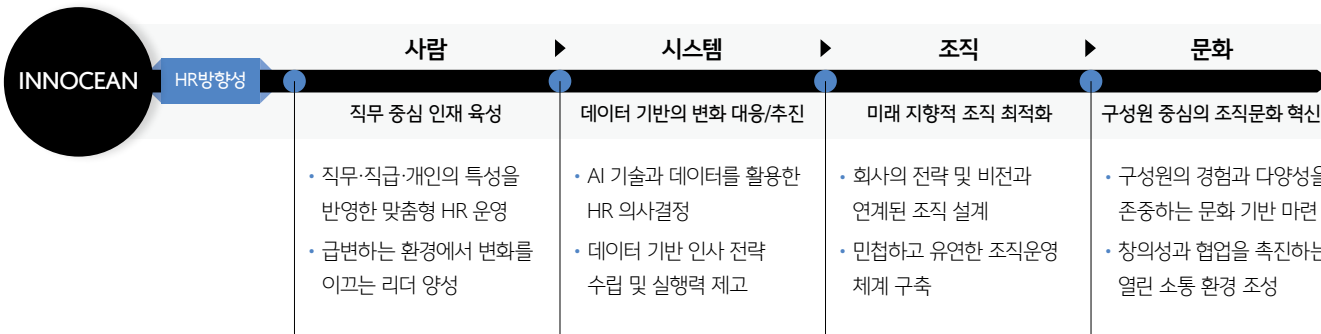 INNOCEAN
HR방향성
사람
시스템
조직
문화
직무 중심 인재 육성
데이터 기반의 변화 대응/추진
미래 지향적 조직 최적화
구성원 중심의 조직문화 혁신
• 직무·직급·개인의 특성을
반영한 맞춤형 HR 운영
• 급변하는 환경에서 변화를
이끄는 리더 양성
• AI 기술과 데이터를 활용한
HR 의사결정
• 데이터 기반 인사 전략
수립 및 실행력 제고
• 회사의 전략 및 비전과
연계된 조직 설계
• 민첩하고 유연한 조직운영
체계 구축
• 구성원의 경험과 다양성을
존중하는 문화 기반 마련
• 창의성과 협업을 촉진하는
열린 소통 환경 조성